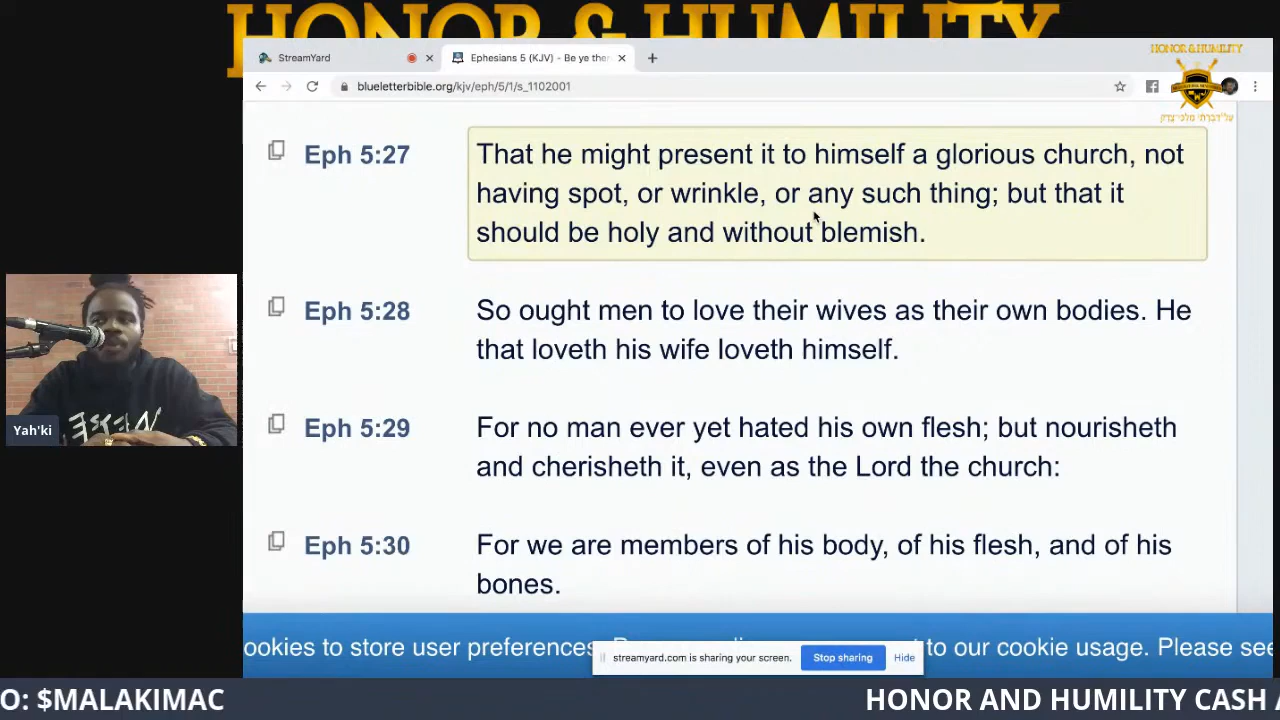 HONOR & HUMILITY
StreamYard
Ephesians 5 (KJV) - Be ye ther
HONOR & HUMILITY
blueletterbible.org/kjv/eph/5/1/s_1102001
Eph 5:27
That he might present it to himself a glorious church, not
having spot, or wrinkle, or any such thing; but that it
should be holy and without blemish.
Eph 5:28
So ought men to love their wives as their own bodies. He
that loveth his wife loveth himself.
Eph 5:29
For no man ever yet hated his own flesh; but nourisheth
and cherisheth it, even as the Lord the church:
Eph 5:30
For we are members of his body, of his flesh, and of his
bones.
Yah'ki
ookies to store user preferences. to our cookie usage. Please see
streamyard.com is sharing your screen.
Stop sharing
Hide
O: $MALAKIMAC
HONOR AND HUMILITY CASH